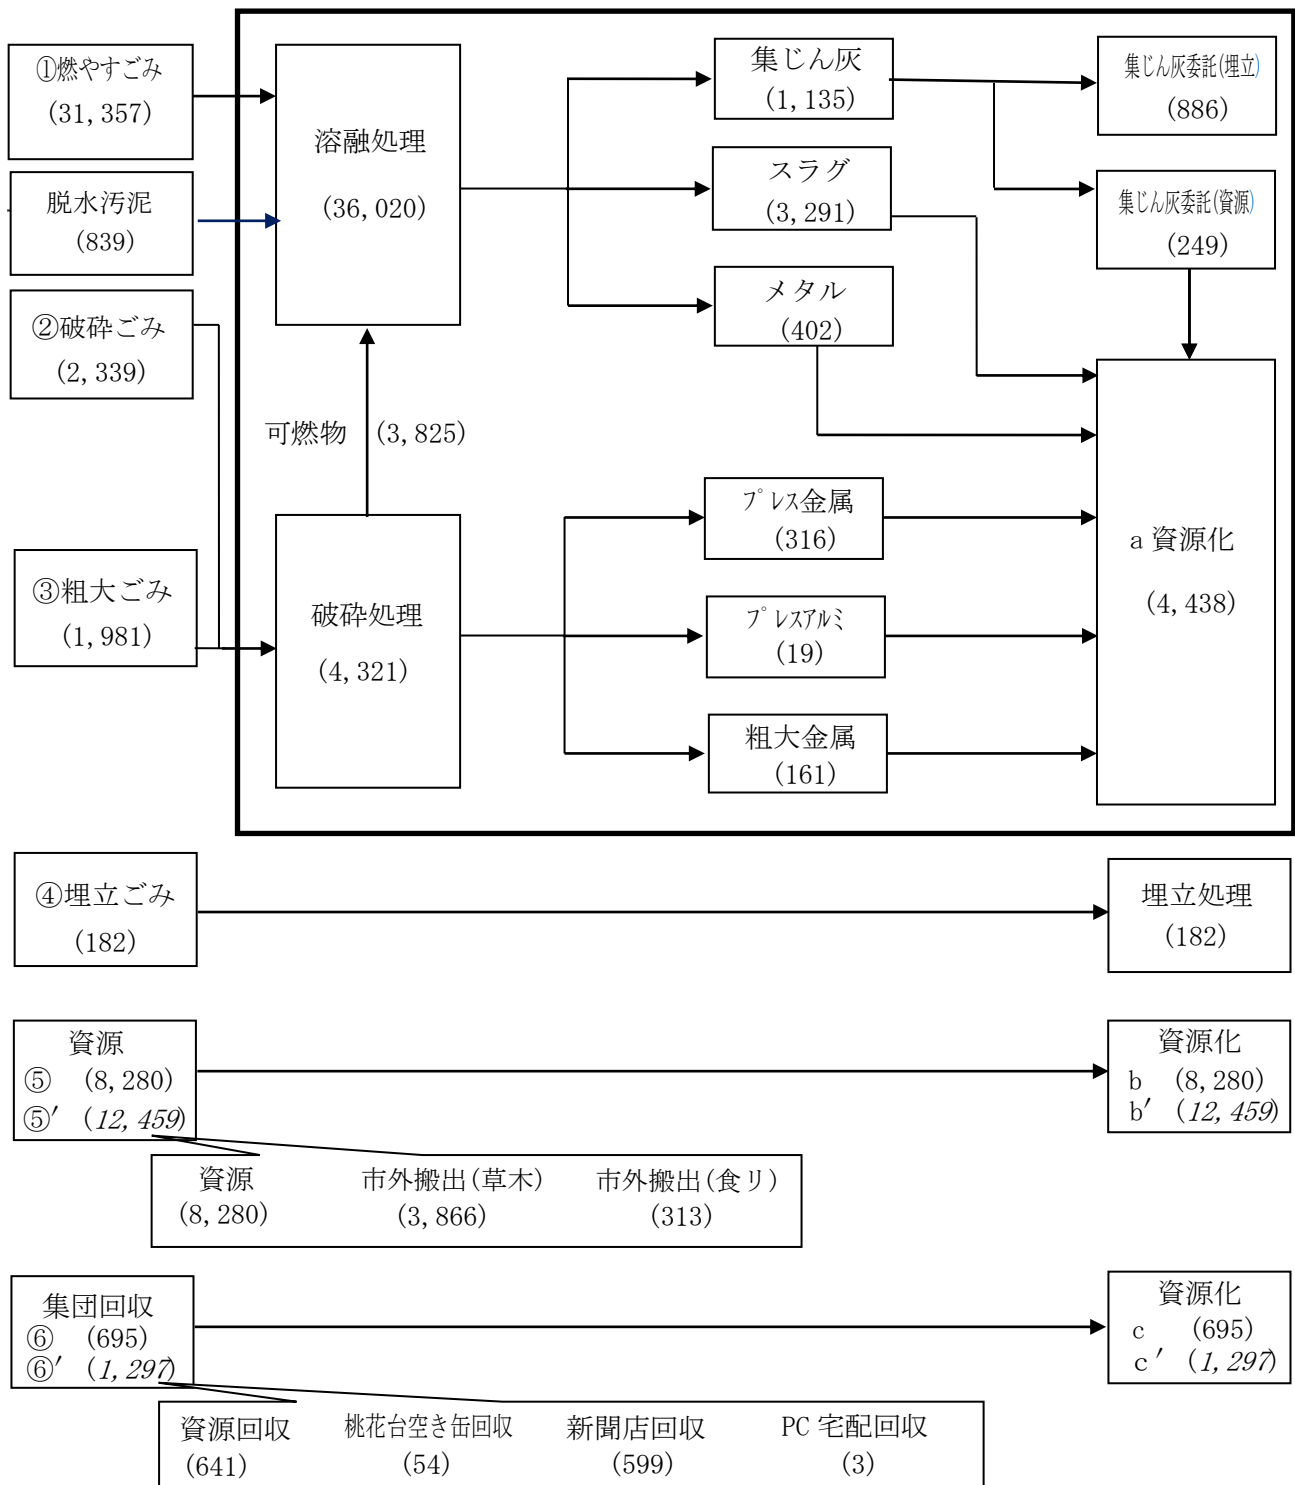 ①燃やすごみ
(31,357)
脱水汚泥
(839)
②破砕ごみ
(2,339)
③粗大ごみ
(1,981)
溶融処理
(36,020)
可燃物 (3,825)
破砕処理
(4,321)
集じん灰
(1,135)
スラグ
(3,291)
メタル
(402)
プレス金属
(316)
プレスアルミ
(19)
粗大金属
(161)
集じん灰委託(埋立)
(886)
集じん灰委託(資源)
(249)
a 資源化
(4,438)
④埋立ごみ
(182)
埋立処理
(182)
資源
⑤ (8,280)
⑤′ (12,459)
資源化
b (8,280)
b′ (12,459)
資源 市外搬出(草木) 市外搬出(食リ)
(8,280) (3,866) (313)
集団回収
⑥ (695)
⑥′ (1,297)
資源化
c (695)
c′ (1,297)
資源回収 桃花台空き缶回収 新聞店回収 PC 宅配回収
(641) (54) (599) (3)